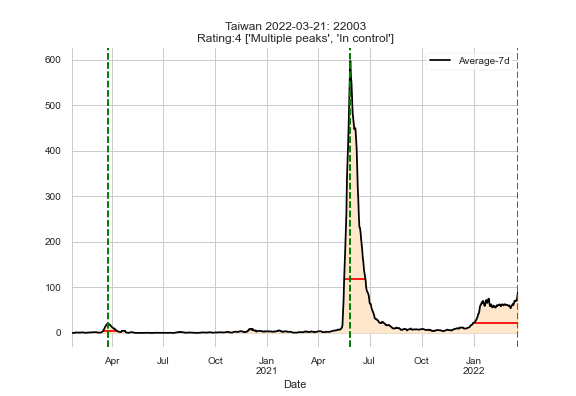 Taiwan 2022-03-21: 22003
Rating:4 ['Multiple peaks', 'In control']
Average-7d
600
500
400
300
200
100
0
Apr
Jul
Oct
Jan
2021
Apr
Jul
Oct
Jan
2022
Date